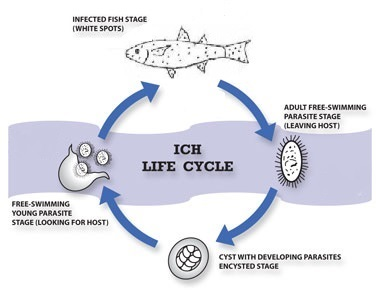 INFECTED FISH STAGE
(WHITE SPOTS)
ADULT FREE-SWIMMING
PARASITE STAGE
(LEAVING HOST)
ICH
LIFE CYCLE
FREE-SWIMMING
YOUNG PARASITE
STAGE (LOOKING FOR HOST)
CYST WITH DEVELOPING PARASITES
ENCYSTED STAGE